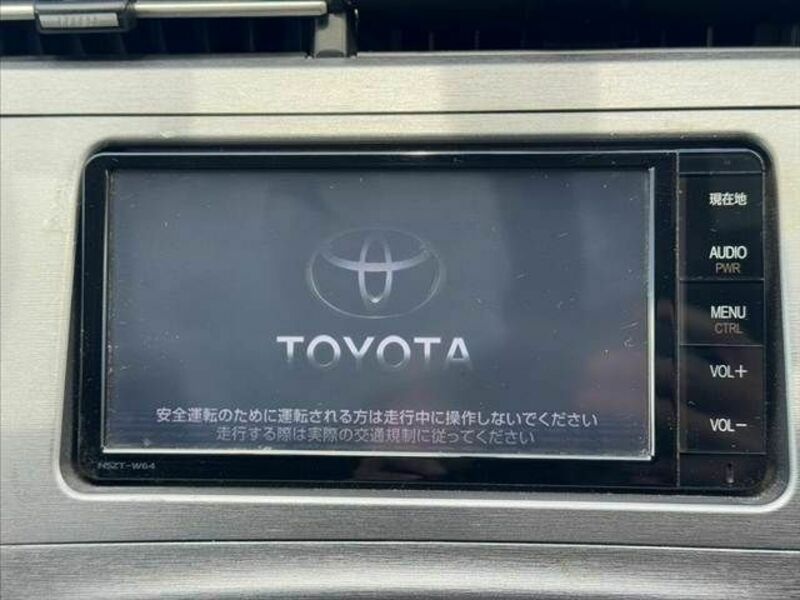 現在地
AUDIO
PWR
MENU
CTRL
VOL+
VOL-
TOYOTA
安全運転のために運転される方は走行中に操作しないでください
走行する際は実際の交通規制に従ってください
NSZT-W64